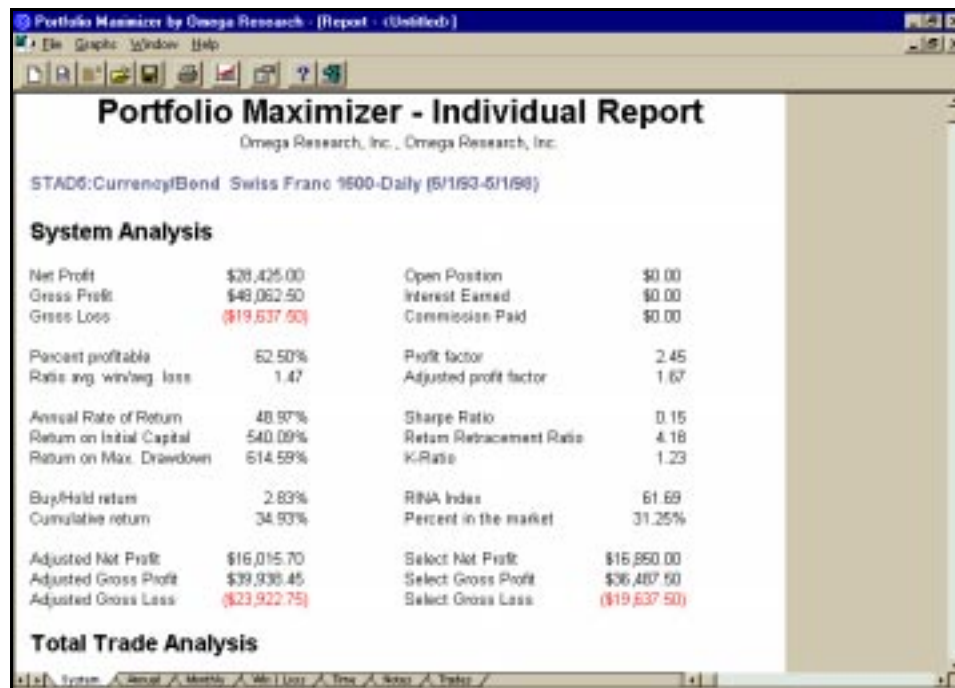 Portfolio Maximizer by Omega Research - [Report - <Untitled>]
File Graphs Window Help
Portfolio Maximizer - Individual Report
Omega Research, Inc., Omega Research, Inc.
STAD6:Currency/Bond Swiss Franc 1600-Daily (6/1/93-6/1/98)
System Analysis
Net Profit $28,425.00 Open Position $0.00
Gross Profit $48,062.50 Interest Earned $0.00
Gross Loss ($19,637.50) Commission Paid $0.00
Percent profitable 62.50% Profit factor 2.45
Ratio avg. win/avg. loss 1.47 Adjusted profit factor 1.67
Annual Rate of Return 48.97% Sharpe Ratio 0.15
Return on Initial Capital 540.09% Return Retracement Ratio 4.18
Return on Max. Drawdown 614.59% K-Ratio 1.23
Buy/Hold return 2.83% RINA Index 61.69
Cumulative return 34.93% Percent in the market 31.25%
Adjusted Net Profit $16,015.70 Select Net Profit $16,850.00
Adjusted Gross Profit $39,938.45 Select Gross Profit $36,487.50
Adjusted Gross Loss ($23,922.75) Select Gross Loss ($19,637.50)
Total Trade Analysis
System Annual Monthly Win | Loss Time Notes Trades